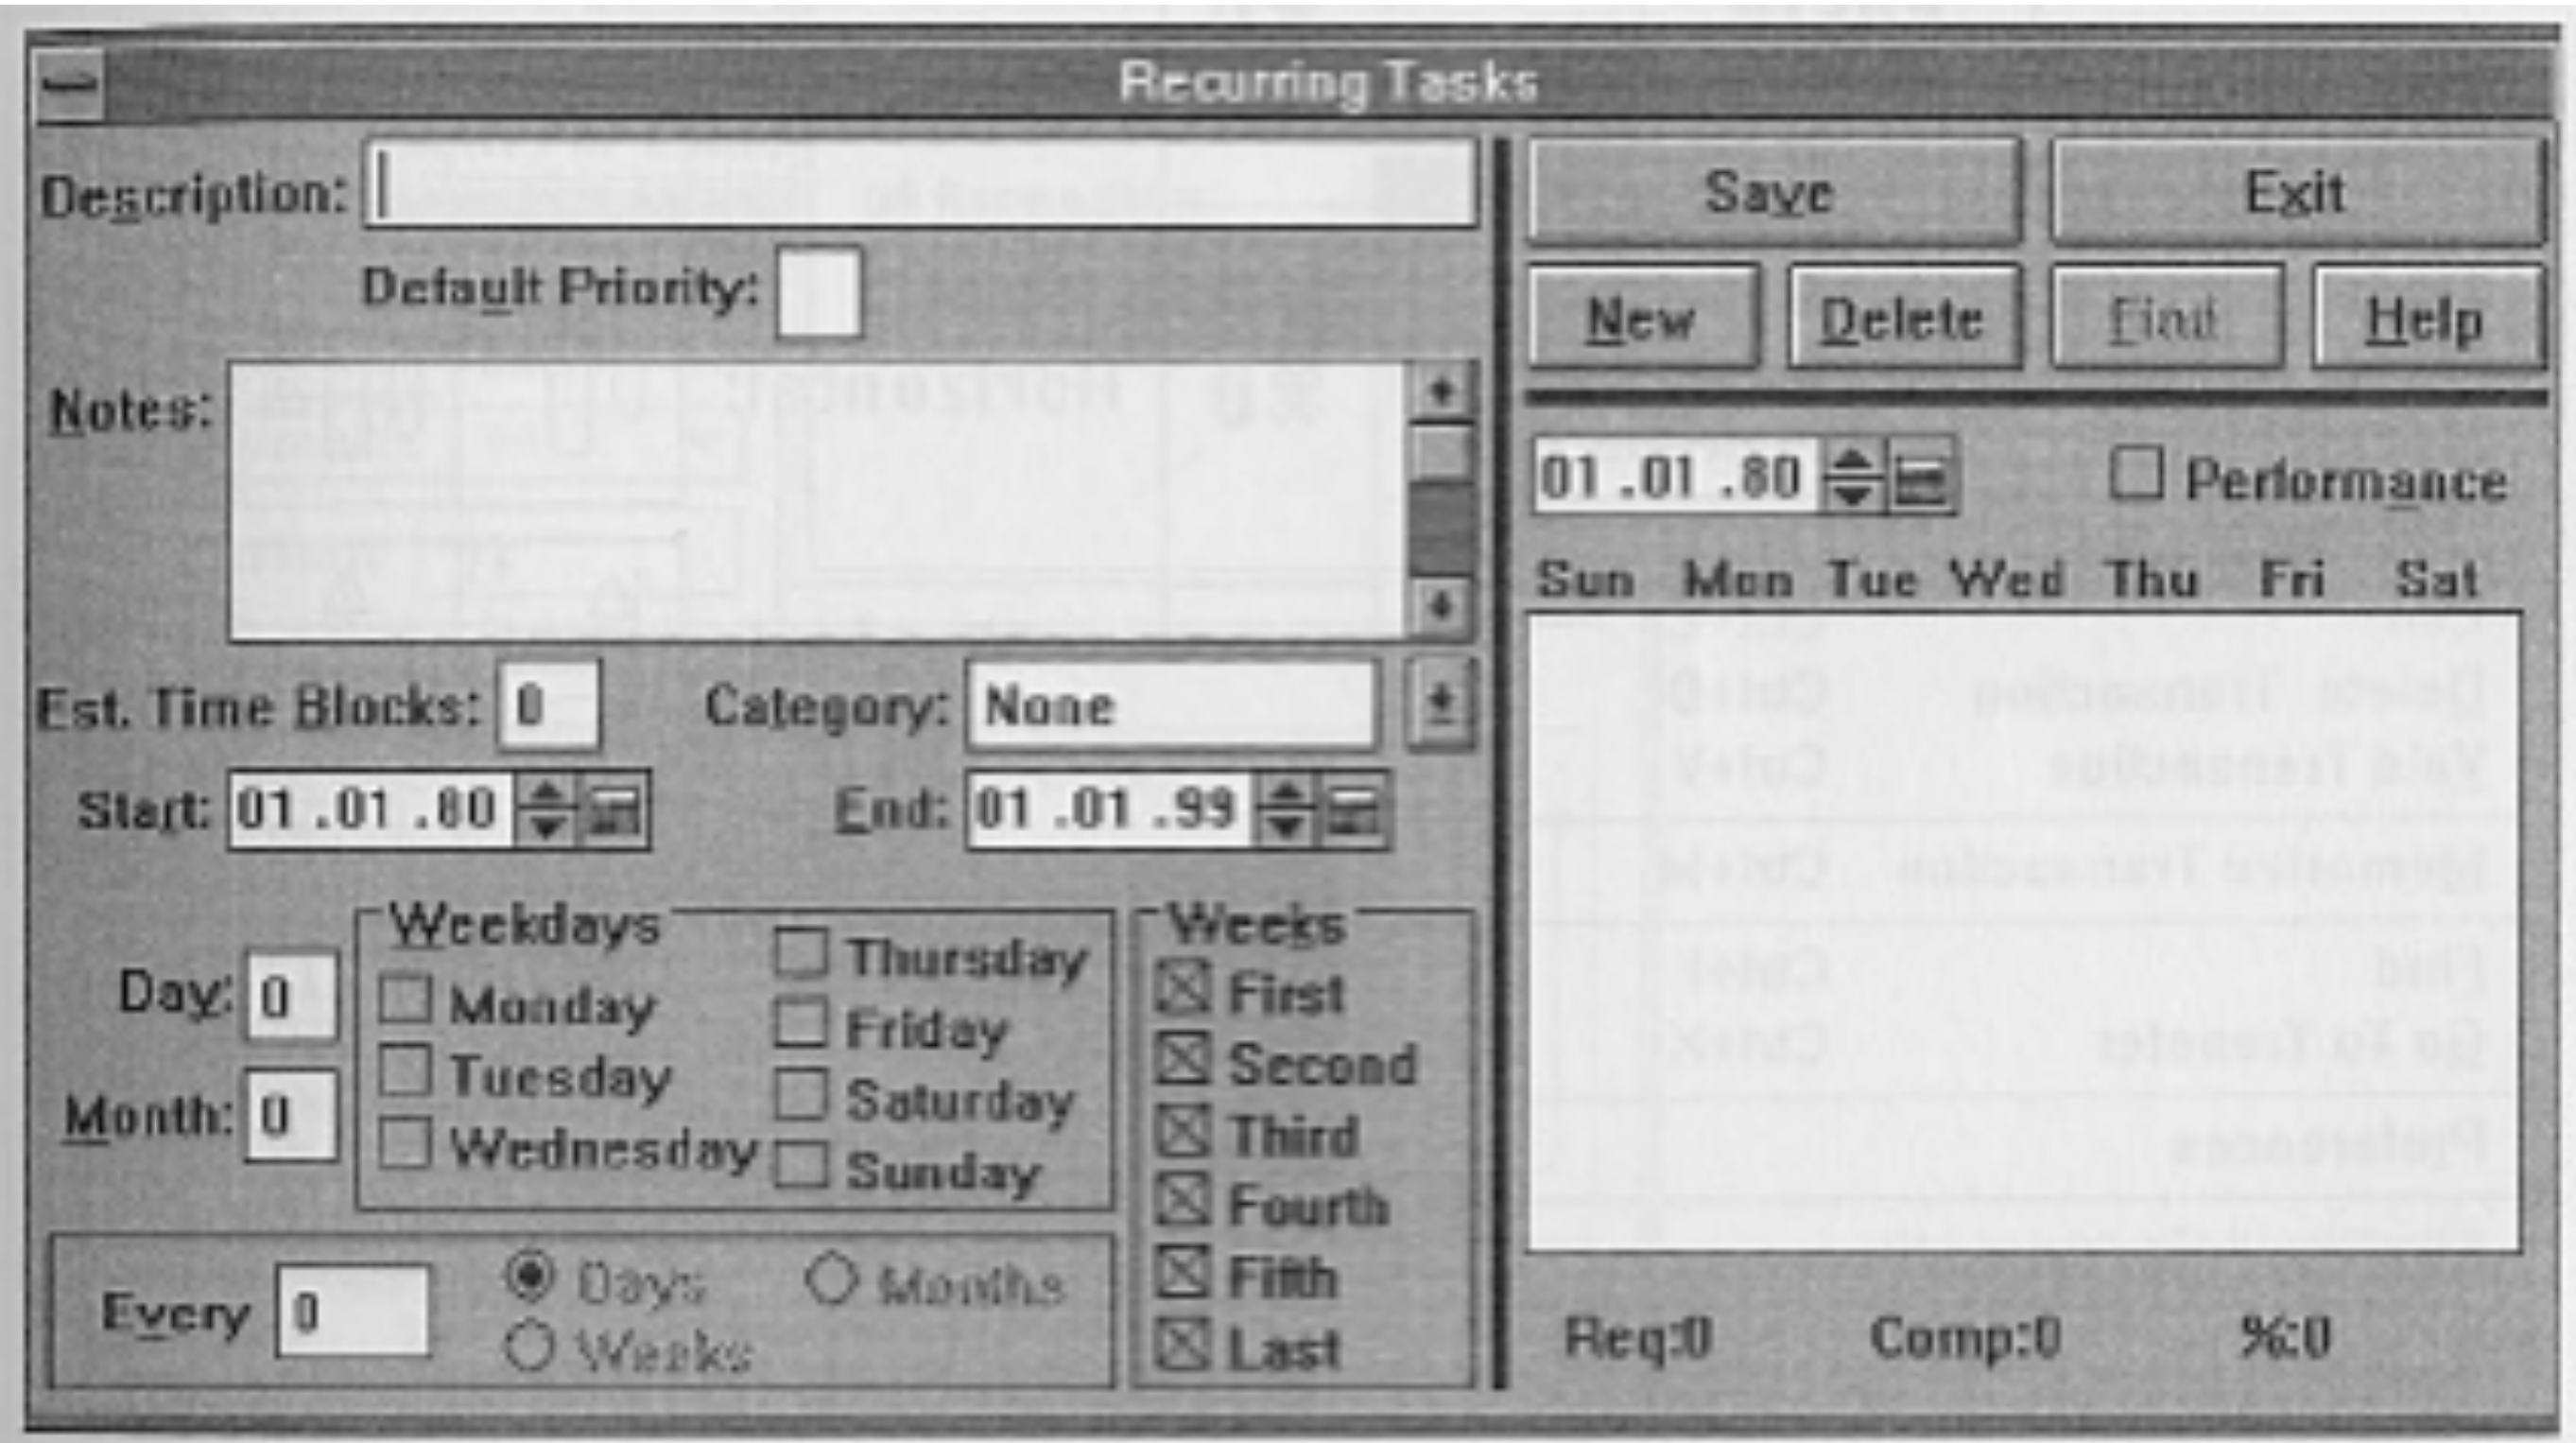 Recurring Tasks
Description:
Default Priority:
Notes:
Est. Time Blocks: 0 Category: None
Start: 01 .01 .80 End: 01 .01 .99
Day: 0
Month: 0
Weekdays
Monday
Tuesday
Wednesday
Thursday
Friday
Saturday
Sunday
Every 0
Days
Weeks
Months
Weeks
First
Second
Third
Fourth
Fifth
Last
Save Exit
New Delete Find Help
01 .01 .80 Performance
Sun Mon Tue Wed Thu Fri Sat
Req:0 Comp:0 %:0